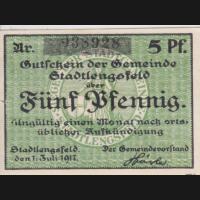 Nr. 938928 5 Pf.
Gutschein der Gemeinde
Stadtlengsfeld
über
Fünf Pfennig.
Ungültig einen Monat nach orts-
üblicher Aufkündigung
Stadtlengsfeld, Der Gemeindevorstand
den 1. Juli 1917.